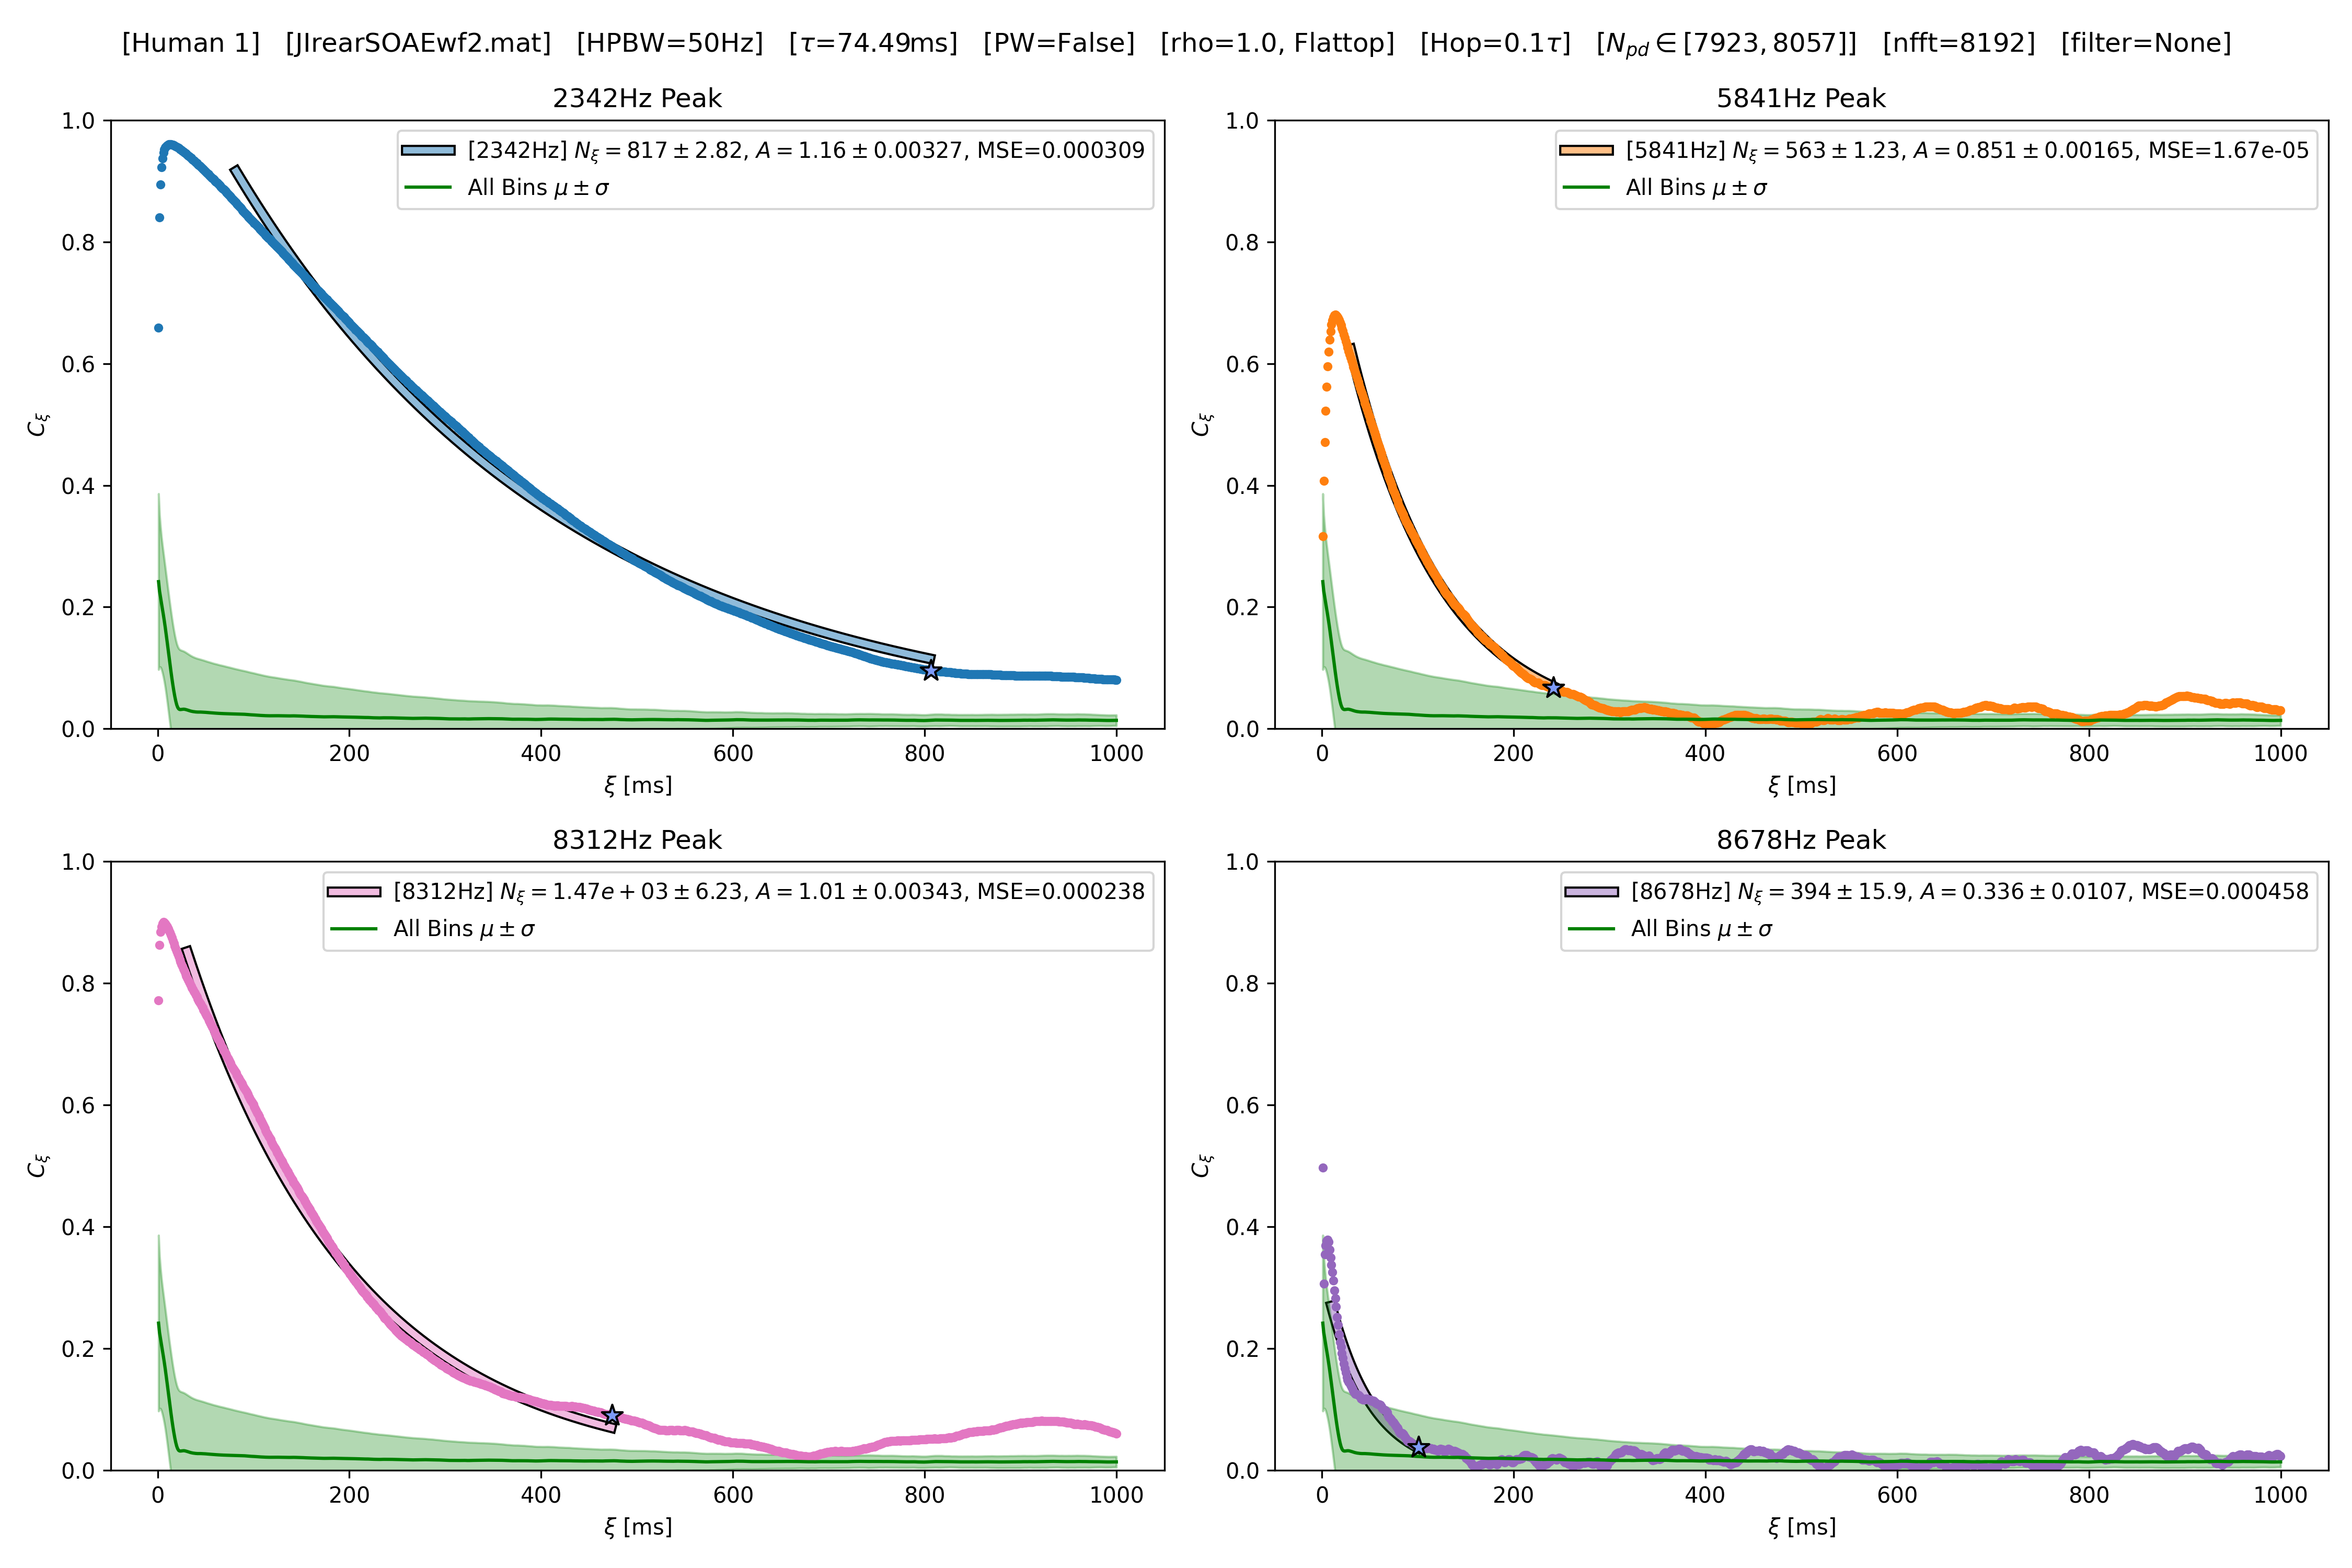 [Human 1] [JIrearSOAEwf2.mat] [HPBW=50Hz] [τ=74.49ms] [PW=False] [rho=1.0, Flattop] [Hop=0.1τ] [N_pd ∈ [7923, 8057]] [nfft=8192] [filter=None]
2342Hz Peak
[2342Hz] N_ξ = 817 ± 2.82, A = 1.16 ± 0.00327, MSE=0.000309
All Bins μ ± σ
1.0
0.8
0.6
0.4
0.2
0.0
C_ξ
0 200 400 600 800 1000
ξ [ms]
5841Hz Peak
[5841Hz] N_ξ = 563 ± 1.23, A = 0.851 ± 0.00165, MSE=1.67e-05
All Bins μ ± σ
1.0
0.8
0.6
0.4
0.2
0.0
C_ξ
0 200 400 600 800 1000
ξ [ms]
8312Hz Peak
[8312Hz] N_ξ = 1.47e + 03 ± 6.23, A = 1.01 ± 0.00343, MSE=0.000238
All Bins μ ± σ
1.0
0.8
0.6
0.4
0.2
0.0
C_ξ
0 200 400 600 800 1000
ξ [ms]
8678Hz Peak
[8678Hz] N_ξ = 394 ± 15.9, A = 0.336 ± 0.0107, MSE=0.000458
All Bins μ ± σ
1.0
0.8
0.6
0.4
0.2
0.0
C_ξ
0 200 400 600 800 1000
ξ [ms]